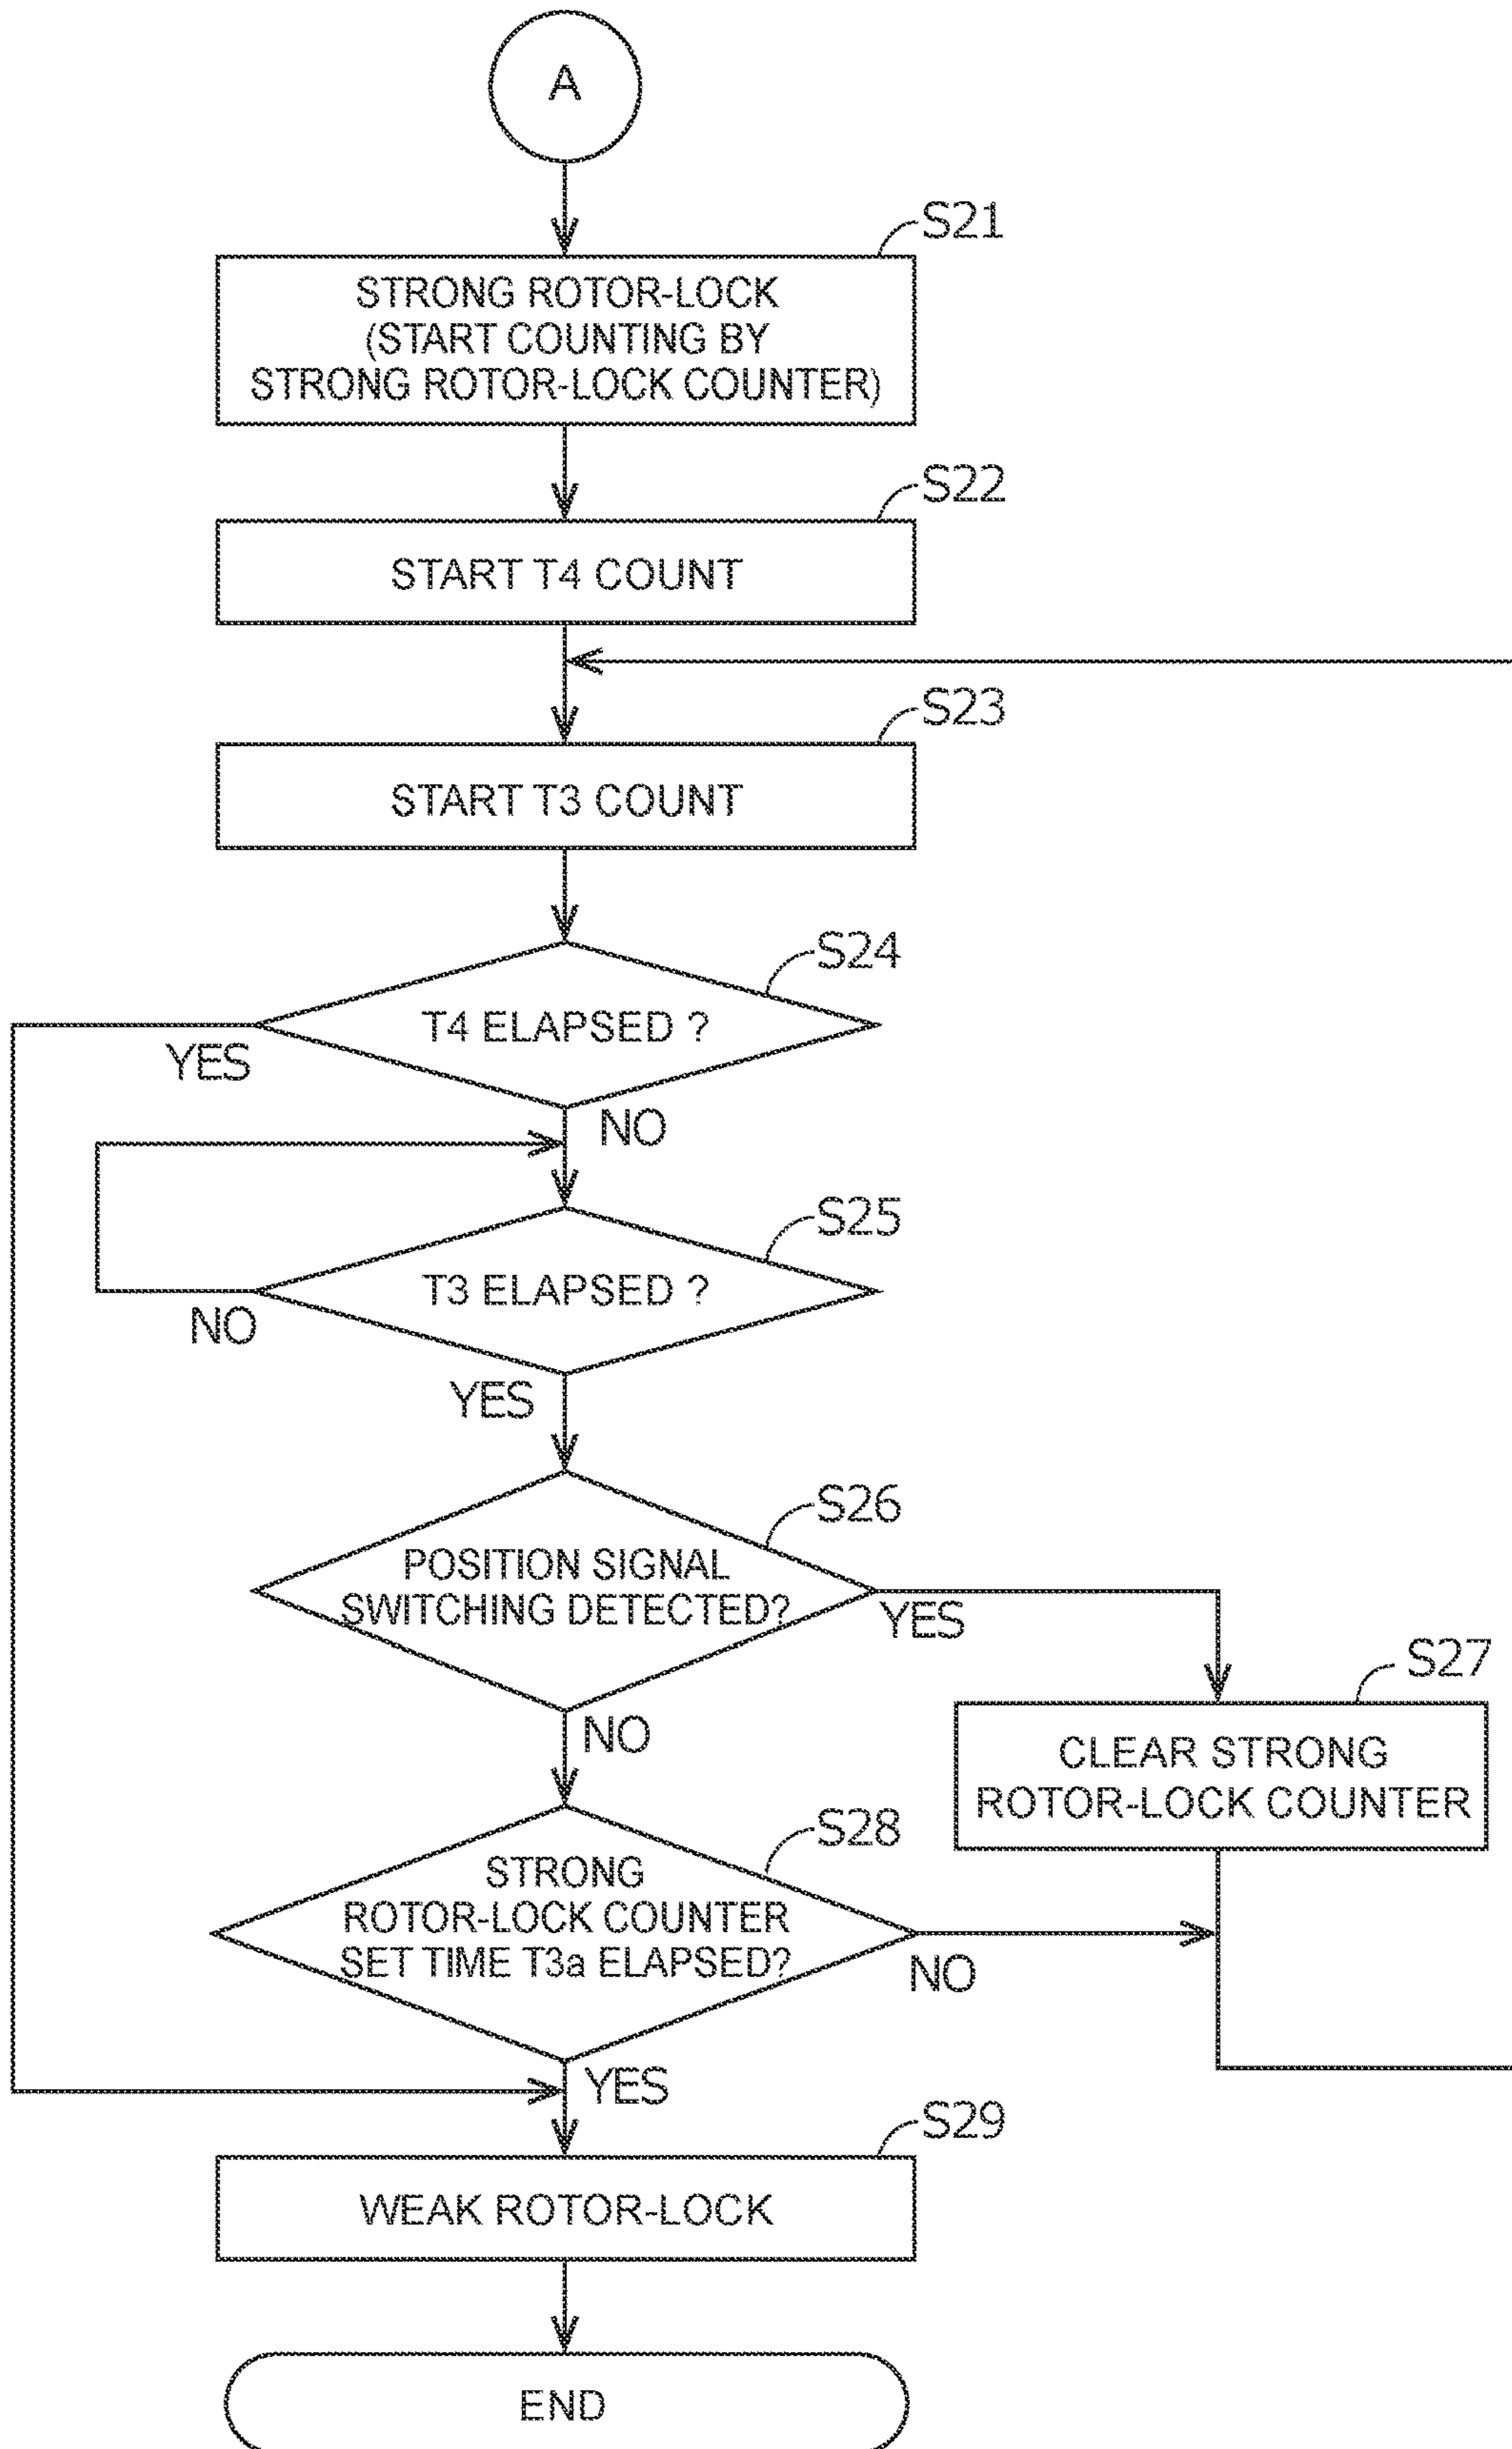 A
S21
STRONG ROTOR-LOCK
(START COUNTING BY
STRONG ROTOR-LOCK COUNTER)
S22
START T4 COUNT
S23
START T3 COUNT
S24
T4 ELAPSED ?
YES
NO
S25
T3 ELAPSED ?
NO
YES
S26
POSITION SIGNAL
SWITCHING DETECTED?
YES
S27
CLEAR STRONG
ROTOR-LOCK COUNTER
NO
S28
STRONG
ROTOR-LOCK COUNTER
SET TIME T3a ELAPSED?
NO
YES
S29
WEAK ROTOR-LOCK
END